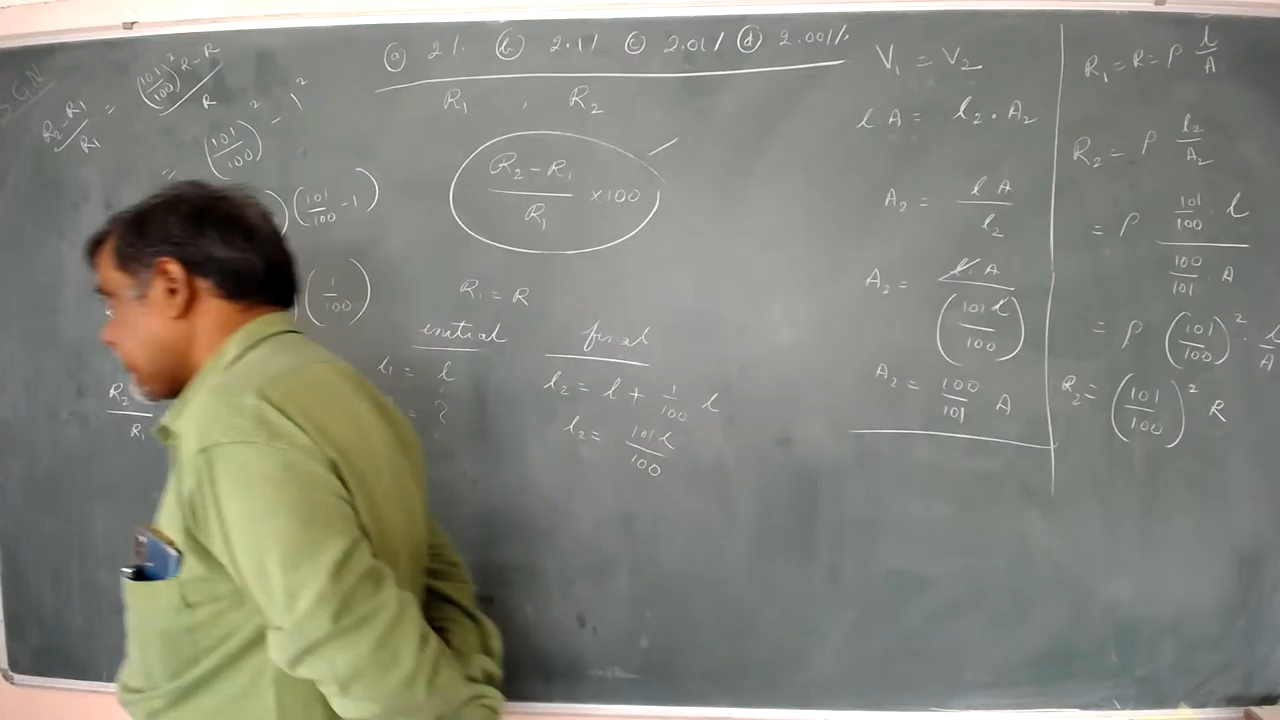 (a) 2% (b) 2.1% (c) 2.01% (d) 2.001%
R₂-R₁/R₁ = (101/100)² R-R / R
= (101/100)² - 1²
) (101/100 - 1)
(1/100)
R₂/R₁
R₁ , R₂
R₂-R₁/R₁ ×100
R₁ = R
initial final
l₁ = l l₂ = l + 1/100 l
= ? l₂ = 101 l/100
V₁ = V₂
l.A = l₂.A₂
A₂ = l A/l₂
A₂ = l.A/(101 l/100)
A₂ = 100/101 A
R₁ = R = ρ l/A
R₂ = ρ l₂/A₂
= ρ 101/100 . l / 100/101 . A
= ρ (101/100)² . l/A
R₂ = (101/100)² R